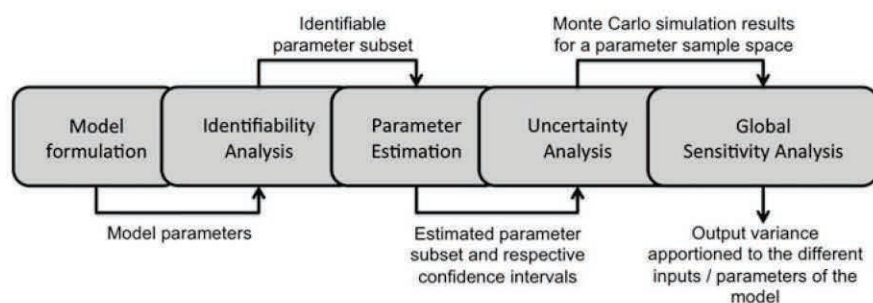 Identifiable
parameter subset
Monte Carlo simulation results
for a parameter sample space
Model
formulation
Identifiability
Analysis
Parameter
Estimation
Uncertainty
Analysis
Global
Sensitivity Analysis
Model parameters
Estimated parameter
subset and respective
confidence intervals
Output variance
apportioned to the different
inputs / parameters of the
model